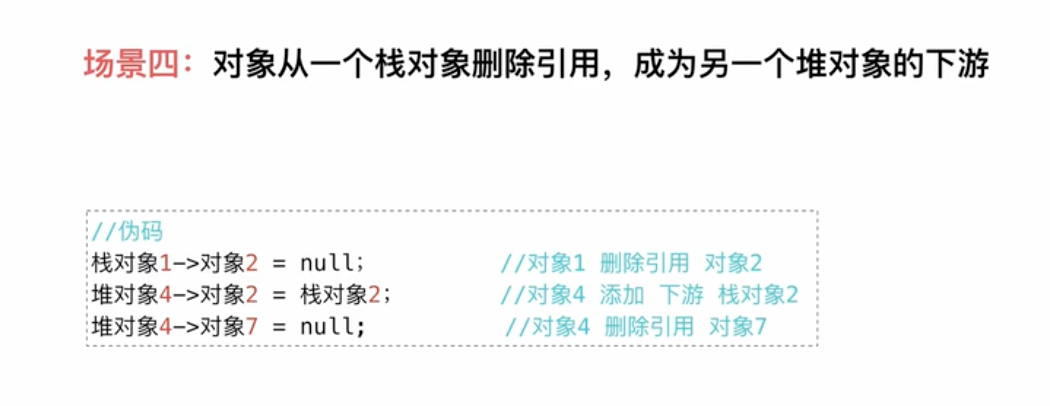 场景四：对象从一个栈对象删除引用，成为另一个堆对象的下游
//伪码
栈对象1->对象2 = null; //对象1 删除引用 对象2
堆对象4->对象2 = 栈对象2; //对象4 添加 下游 栈对象2
堆对象4->对象7 = null; //对象4 删除引用 对象7